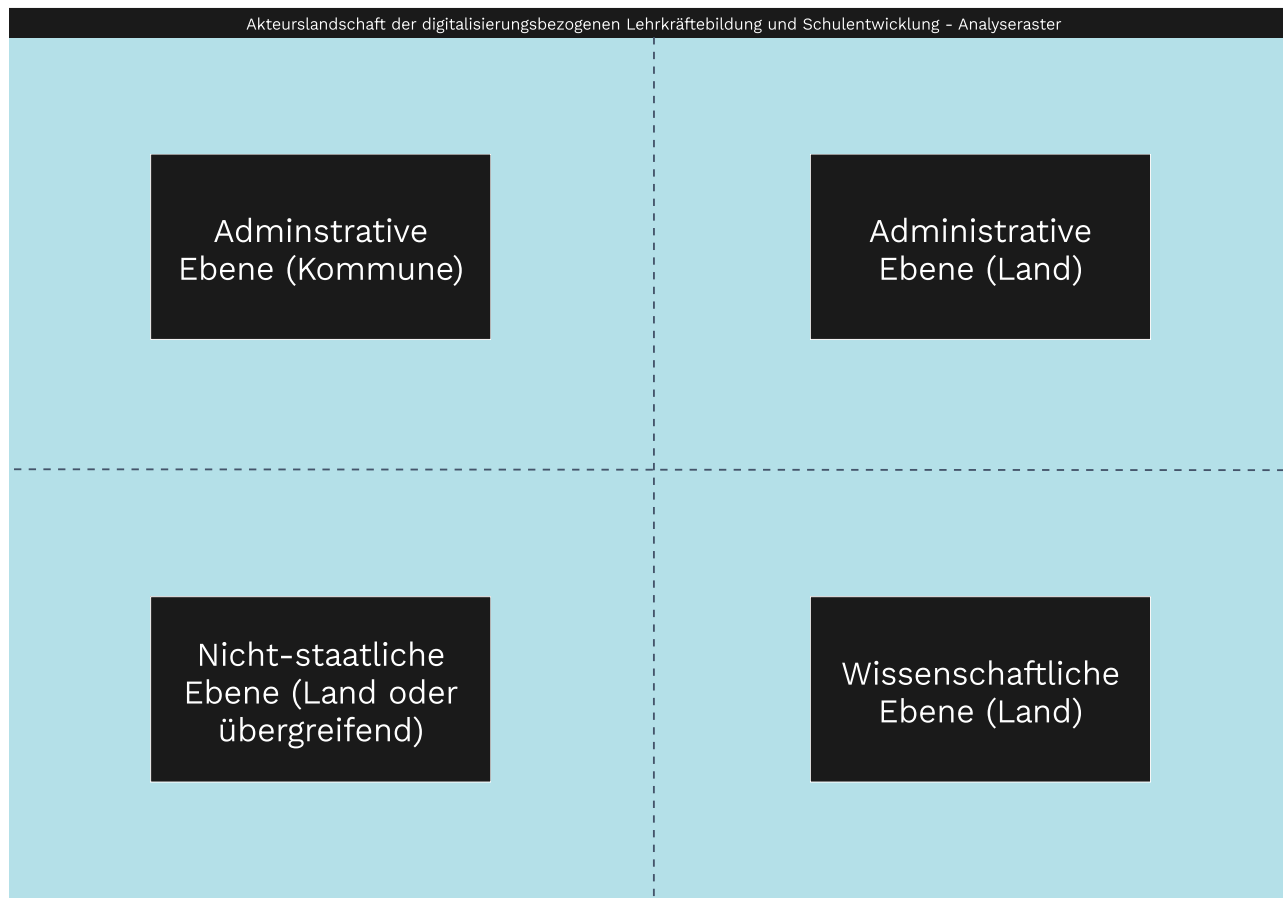 Akteurslandschaft der digitalisierungsbezogenen Lehrkräftebildung und Schulentwicklung - Analyseraster
Adminstrative
Ebene (Kommune)
Administrative
Ebene (Land)
Nicht-staatliche
Ebene (Land oder
übergreifend)
Wissenschaftliche
Ebene (Land)